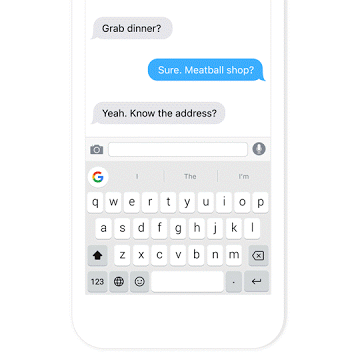 Grab dinner?
Sure. Meatball shop?
Yeah. Know the address?
G I The I'm
q w e r t y u i o p
a s d f g h j k l
z x c v b n m
123 .